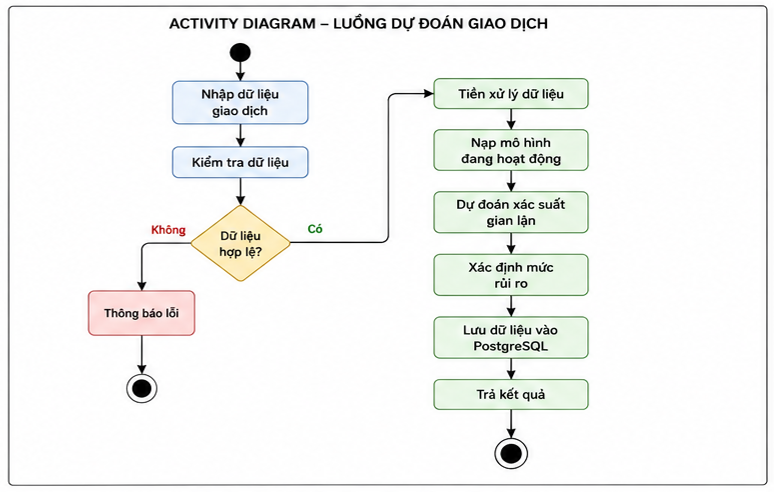 ACTIVITY DIAGRAM – LUỒNG DỰ ĐOÁN GIAO DỊCH
Nhập dữ liệu
giao dịch
Kiểm tra dữ liệu
Dữ liệu
hợp lệ?
Không
Có
Thông báo lỗi
Tiền xử lý dữ liệu
Nạp mô hình
đang hoạt động
Dự đoán xác suất
gian lận
Xác định mức
rủi ro
Lưu dữ liệu vào
PostgreSQL
Trả kết quả